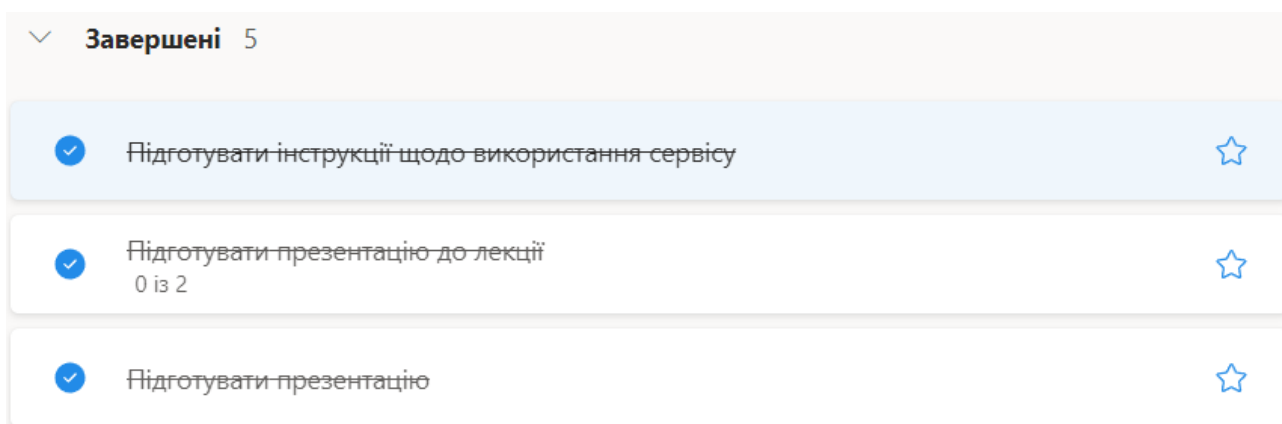 Завершені 5
Підготувати інструкції щодо використання сервісу
Підготувати презентацію до лекції
0 із 2
Підготувати презентацію